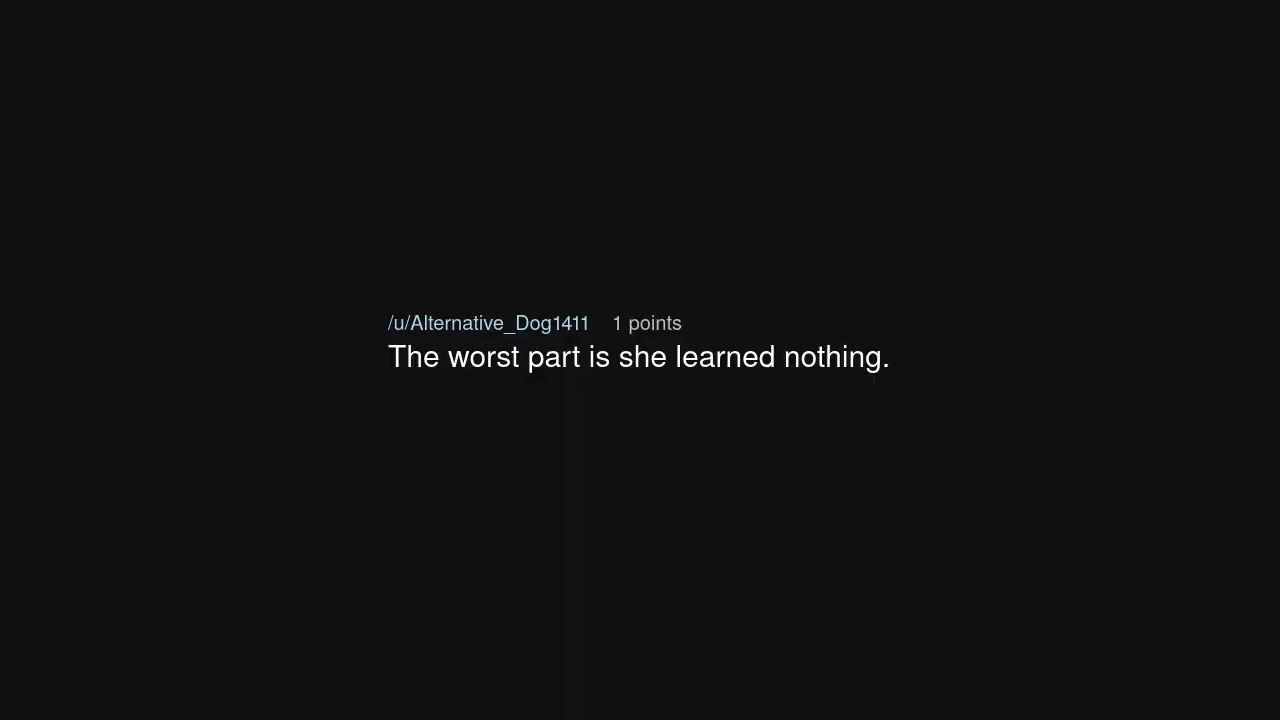 /u/Alternative_Dog1411 1 points
The worst part is she learned nothing.